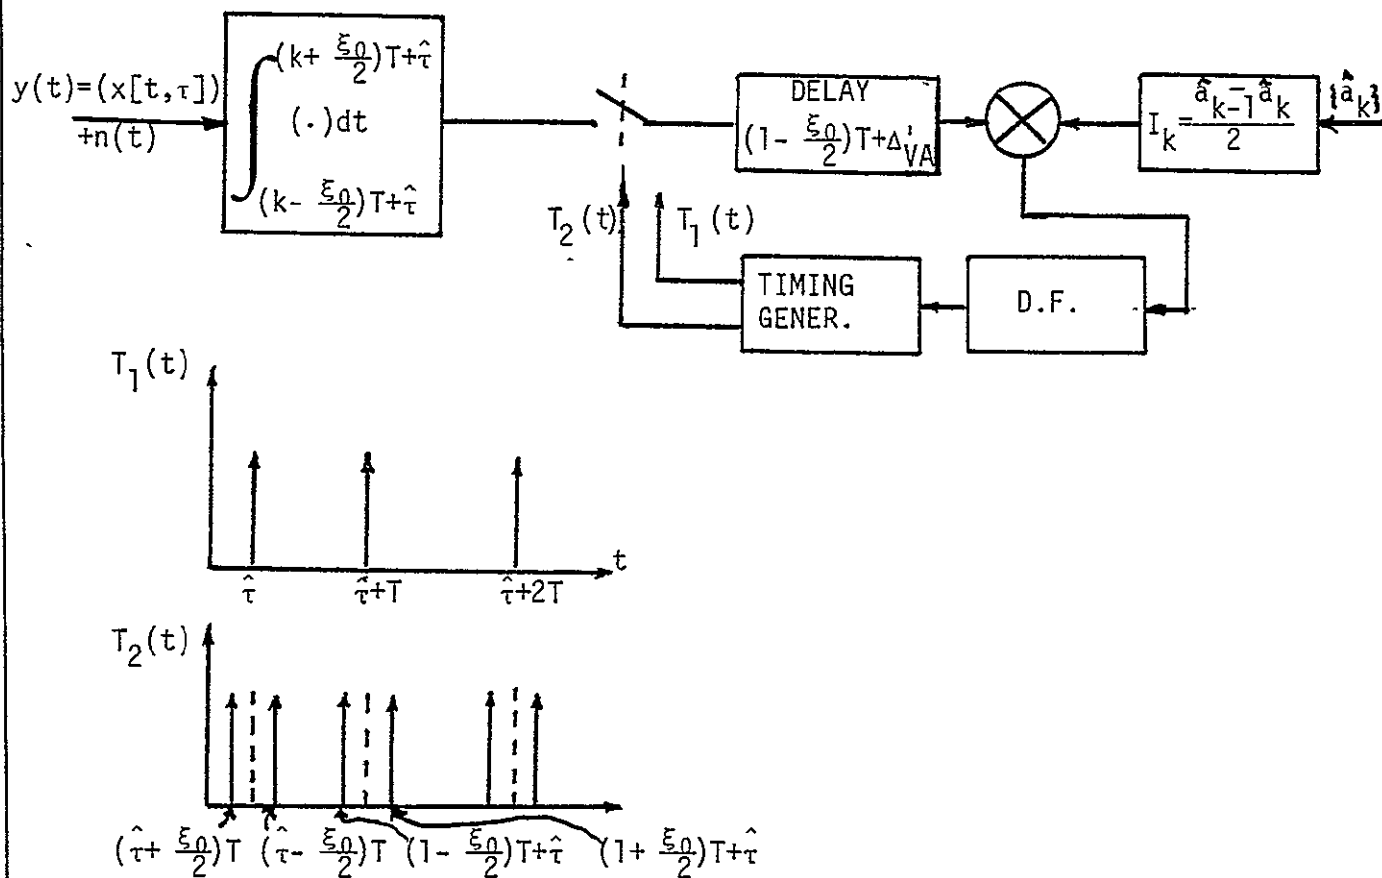 y(t)=(x[t,τ])
+n(t)
(k+ ξ0/2)T+τ̂
(.)dt
(k- ξ0/2)T+τ̂
DELAY
(1- ξ0/2)T+Δ'VA
I_k = (â_k-1 - â_k)/2
{â_k}
T2(t)
T1(t)
TIMING
GENER.
D.F.
T1(t)
t
τ̂
τ̂+T
τ̂+2T
T2(t)
(τ̂+ ξ0/2)T
(τ̂- ξ0/2)T
(1- ξ0/2)T+τ̂
(1+ ξ0/2)T+τ̂